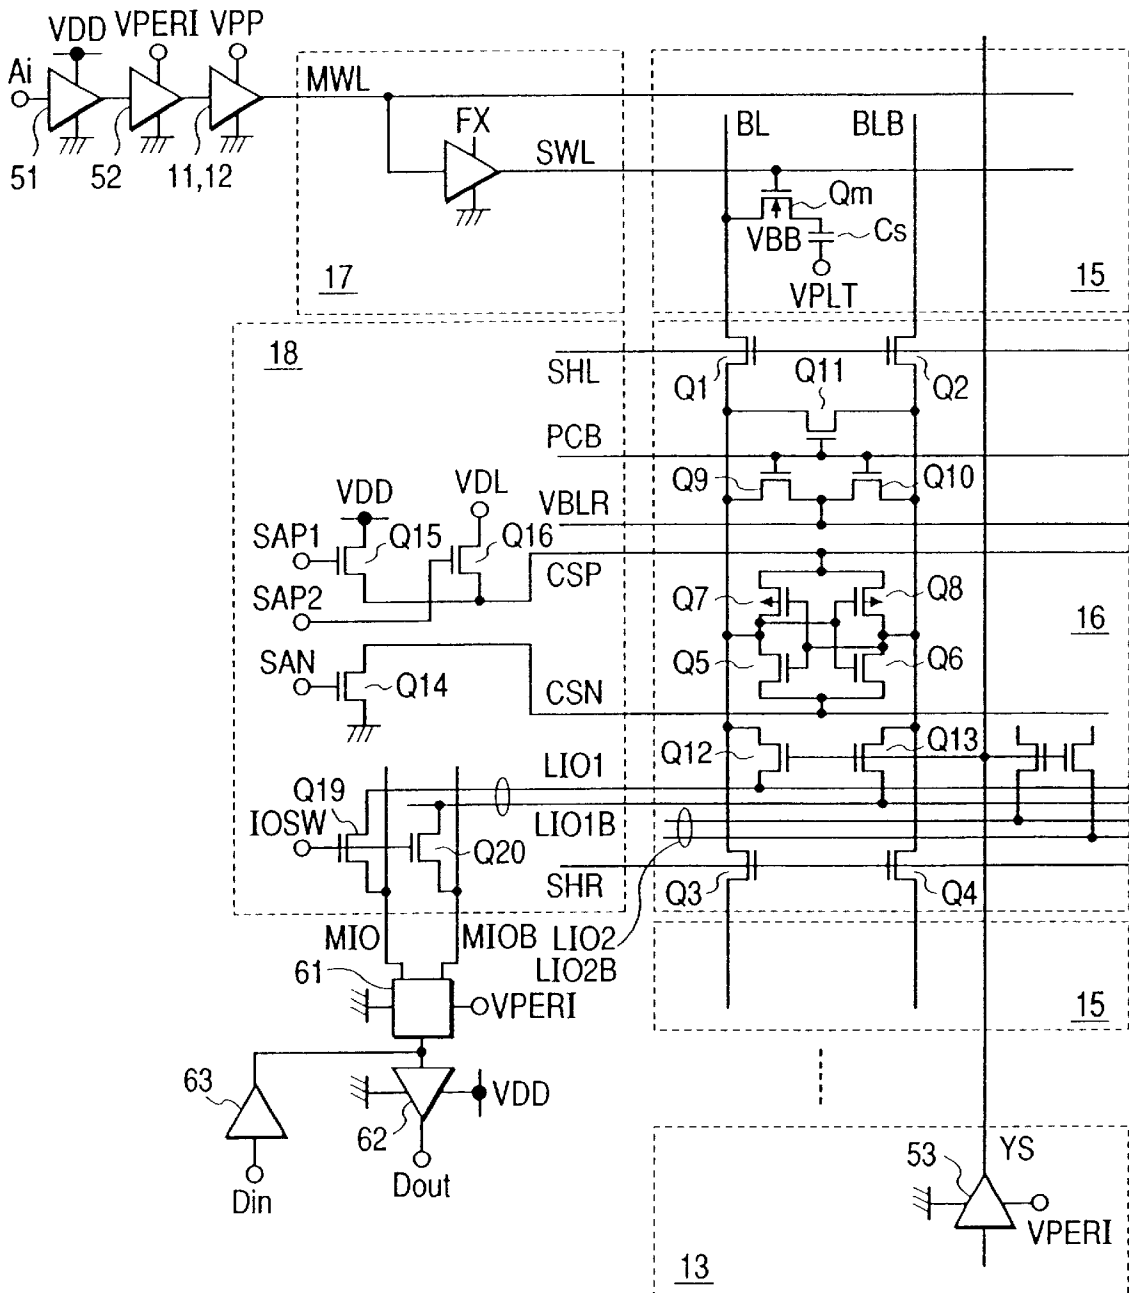 VDD VPERI VPP
Ai
51 52 11,12
MWL
FX
SWL
17
BL BLB
Qm
VBB Cs
VPLT
15
18
SHL
Q1 Q11 Q2
PCB
Q9 Q10
VBLR
VDD VDL
SAP1 Q15 Q16
CSP
SAP2
Q7 Q8
16
SAN
Q14
Q5 Q6
CSN
Q12 Q13
LIO1
Q19
IOSW
LIO1B
Q20
SHR
Q3 Q4
MIO MIOB LIO2
LIO2B
61
VPERI
15
63
VDD
62
Din
Dout
53 YS
VPERI
13